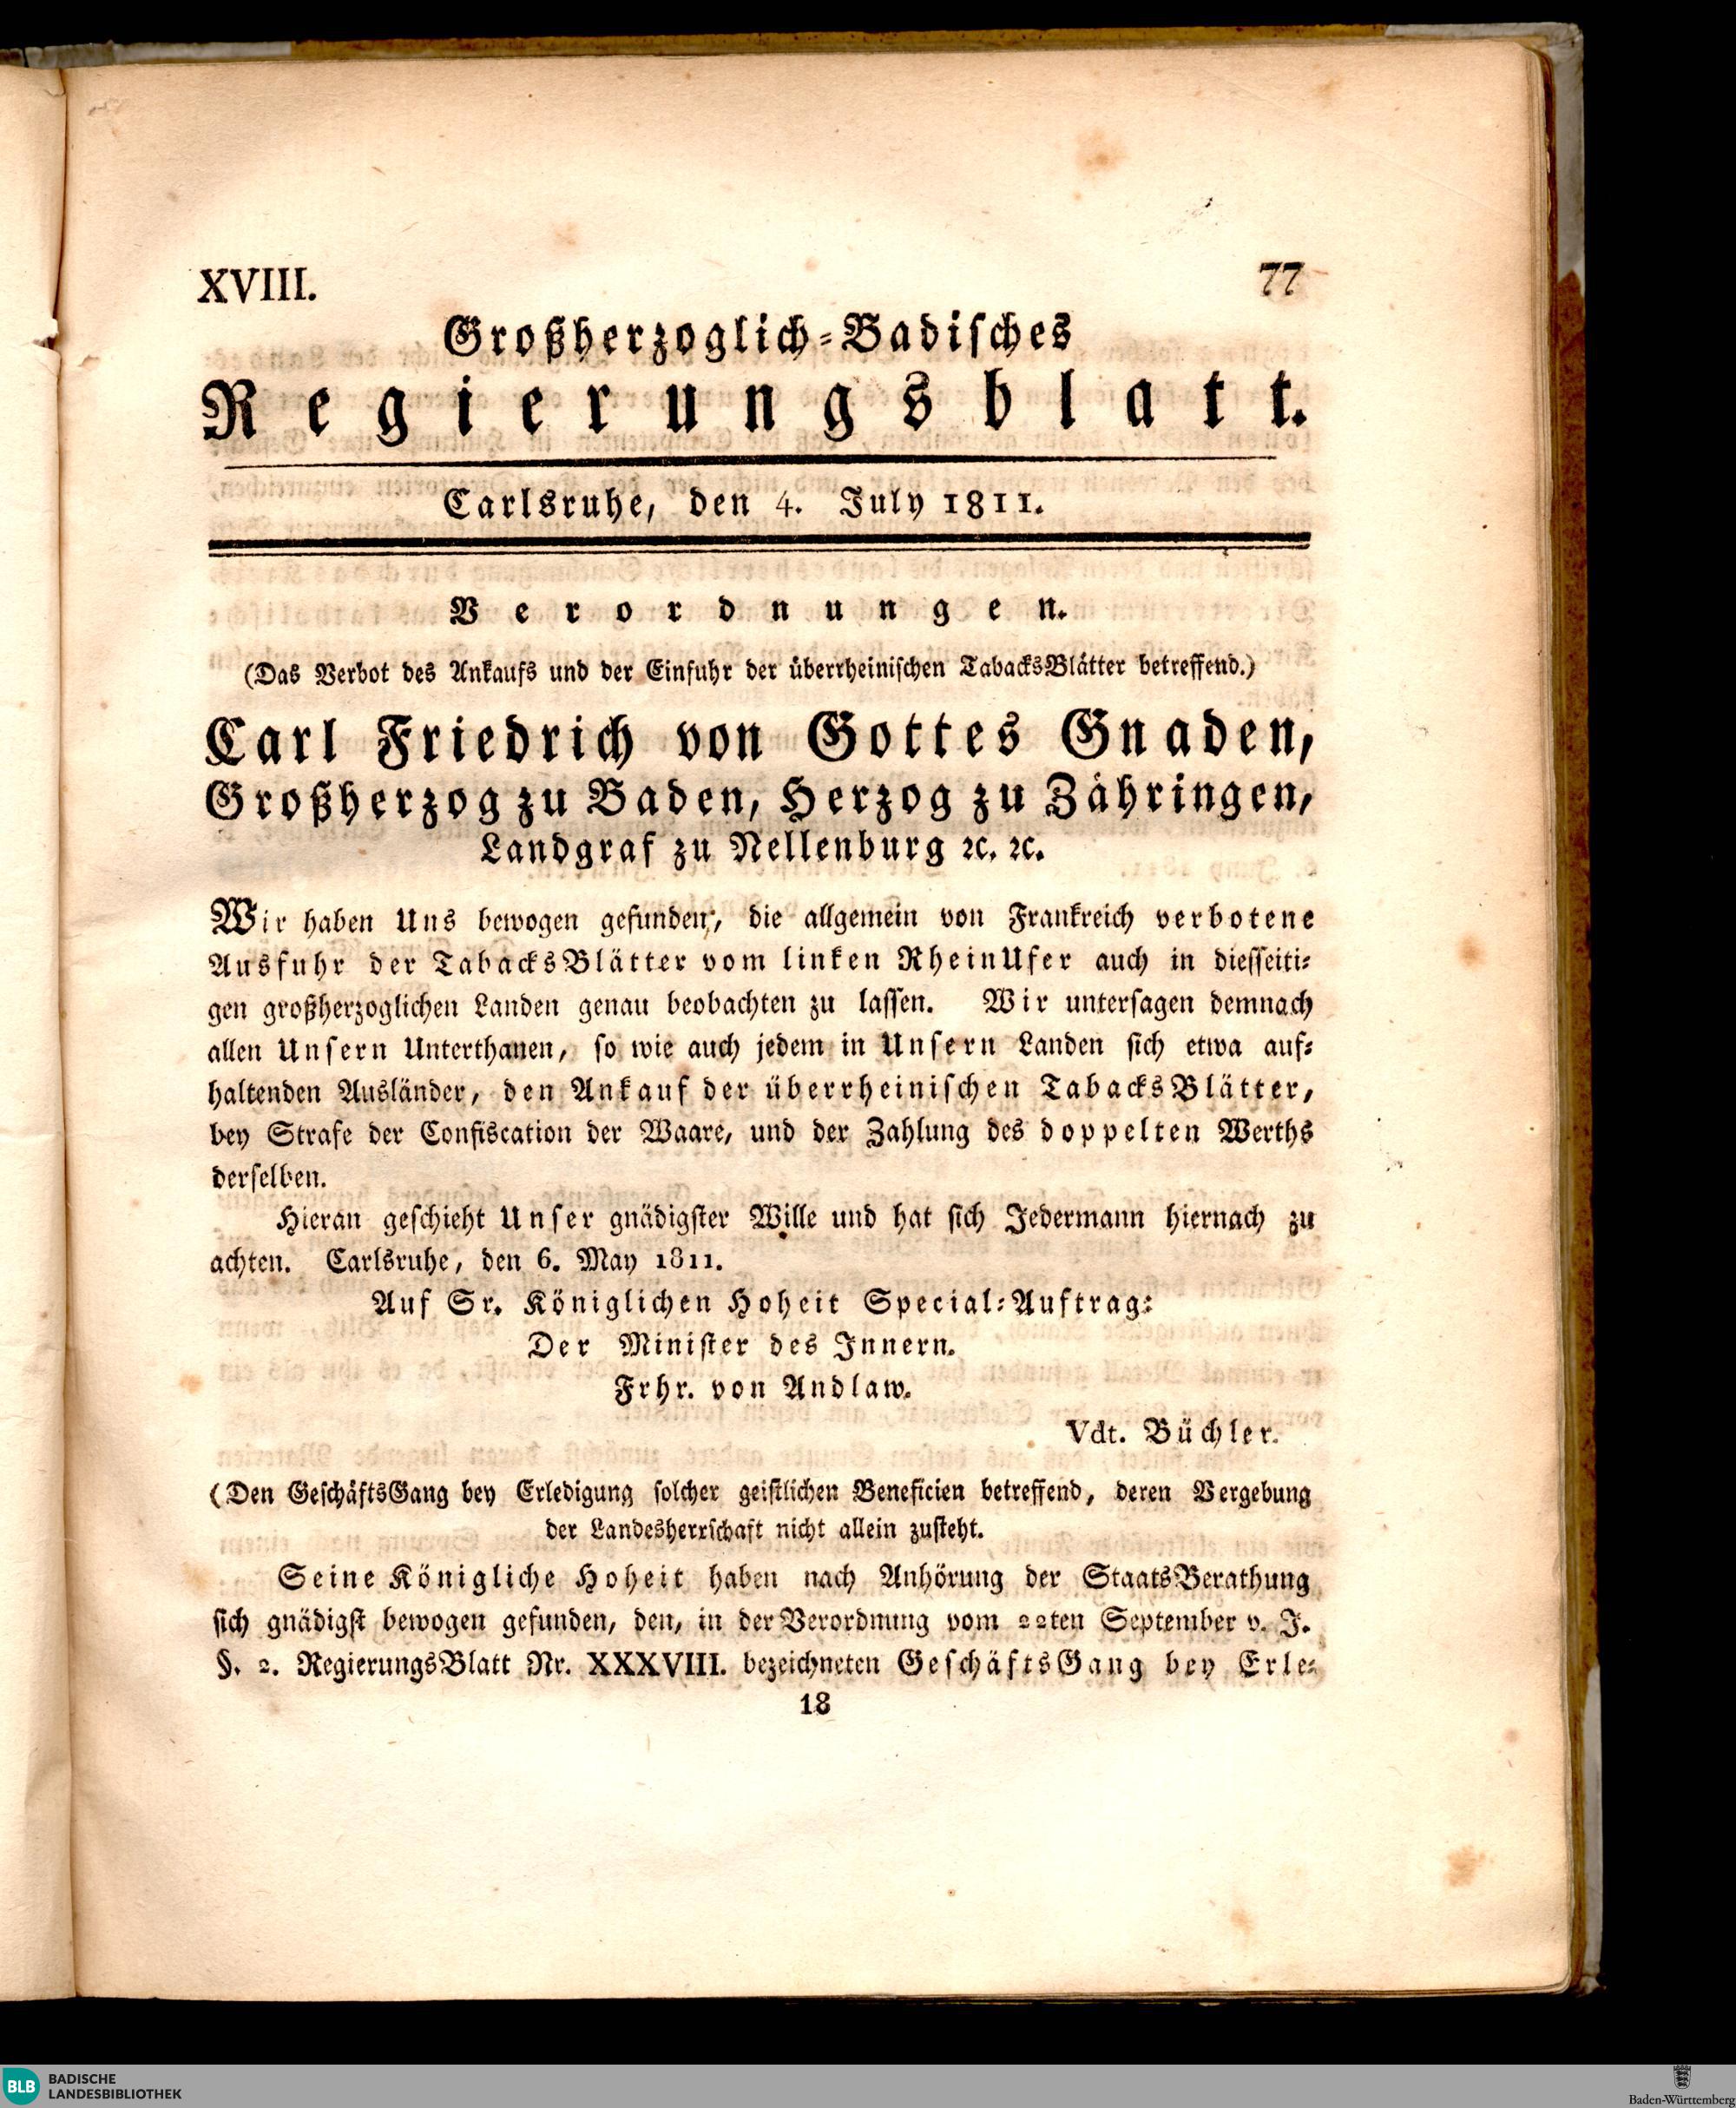 XVIII. 77
Großherzoglich-Badisches
Regierungsblatt.
Carlsruhe, den 4. July 1811.
Verordnungen.
(Das Verbot des Ankaufs und der Einfuhr der überrheinischen TabacksBlätter betreffend.)
Carl Friedrich von Gottes Gnaden,
Großherzog zu Baden, Herzog zu Zähringen,
Landgraf zu Nellenburg ꝛc. ꝛc.
Wir haben Uns bewogen gefunden, die allgemein von Frankreich verbotene
Ausfuhr der TabacksBlätter vom linken RheinUfer auch in diesseiti-
gen großherzoglichen Landen genau beobachten zu lassen. Wir untersagen demnach
allen Unsern Unterthanen, so wie auch jedem in Unsern Landen sich etwa auf-
haltenden Ausländer, den Ankauf der überrheinischen TabacksBlätter,
bey Strafe der Confiscation der Waare, und der Zahlung des doppelten Werths
derselben.
Hieran geschieht Unser gnädigster Wille und hat sich Jedermann hiernach zu
achten. Carlsruhe, den 6. May 1811.
Auf Sr. Königlichen Hoheit Special-Auftrag:
Der Minister des Innern.
Frhr. von Andlaw.
Vdt. Büchler.
(Den GeschäftsGang bey Erledigung solcher geistlichen Beneficien betreffend, deren Vergebung
der Landesherrschaft nicht allein zusteht.
Seine Königliche Hoheit haben nach Anhörung der StaatsBerathung
sich gnädigst bewogen gefunden, den, in der Verordnung vom 22ten September v. J.
§. 2. RegierungsBlatt Nr. XXXVIII. bezeichneten GeschäftsGang bey Erle-
18
BLB BADISCHE
LANDESBIBLIOTHEK
Baden-Württemberg